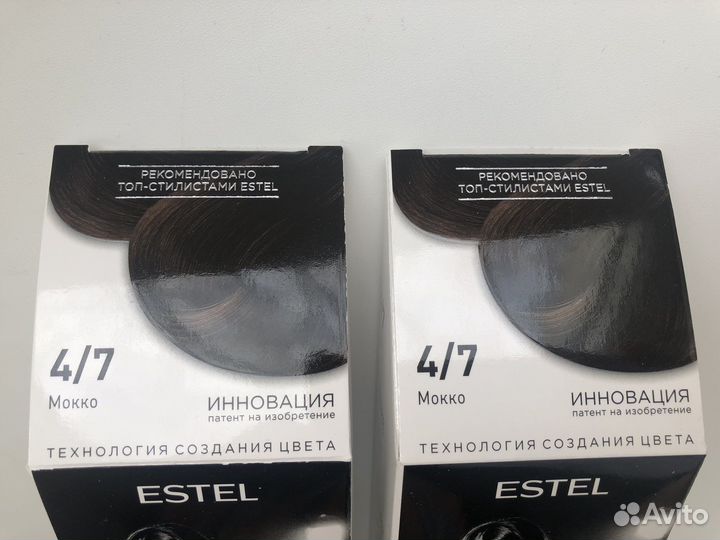 РЕКОМЕНДОВАНО
ТОП-СТИЛИСТАМИ ESTEL
4/7
Мокко
ИННОВАЦИЯ
патент на изобретение
ТЕХНОЛОГИЯ СОЗДАНИЯ ЦВЕТА
ESTEL
РЕКОМЕНДОВАНО
ТОП-СТИЛИСТАМИ ESTEL
4/7
Мокко
ИННОВАЦИЯ
патент на изобретение
ТЕХНОЛОГИЯ СОЗДАНИЯ ЦВЕТА
ESTEL
Avito